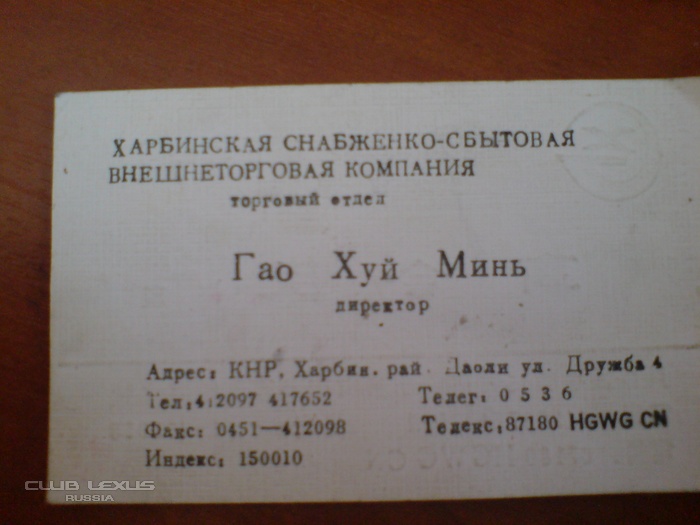 ХАРБИНСКАЯ СНАБЖЕНКО-СБЫТОВАЯ
ВНЕШНЕТОРГОВАЯ КОМПАНИЯ
торговый отдел
Гао Хуй Минь
директор
Адрес: КНР, Харбин. рай. Даоли ул. Дружба 4
Тел,4:2097 417652 Телег: 0536
Факс: 0451—412098 Телекс:87180 HGWG CN
Индекс: 150010
CLUB LEXUS
RUSSIA